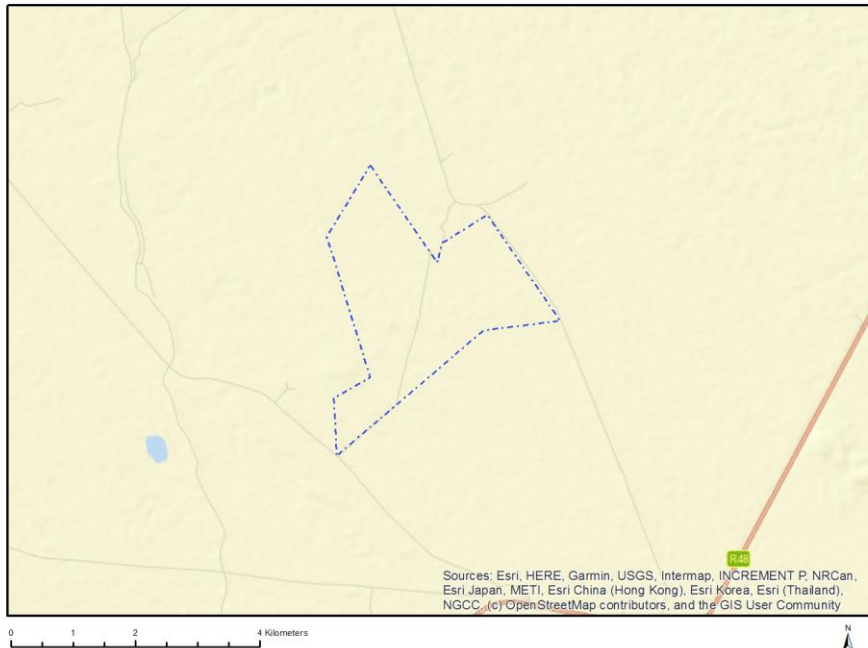 R48
Sources: Esri, HERE, Garmin, USGS, Intermap, INCREMENT P, NRCan,
Esri Japan, METI, Esri China (Hong Kong), Esri Korea, Esri (Thailand),
NGCC, (c) OpenStreetMap contributors, and the GIS User Community
0 1 2 4 Kilometers
N